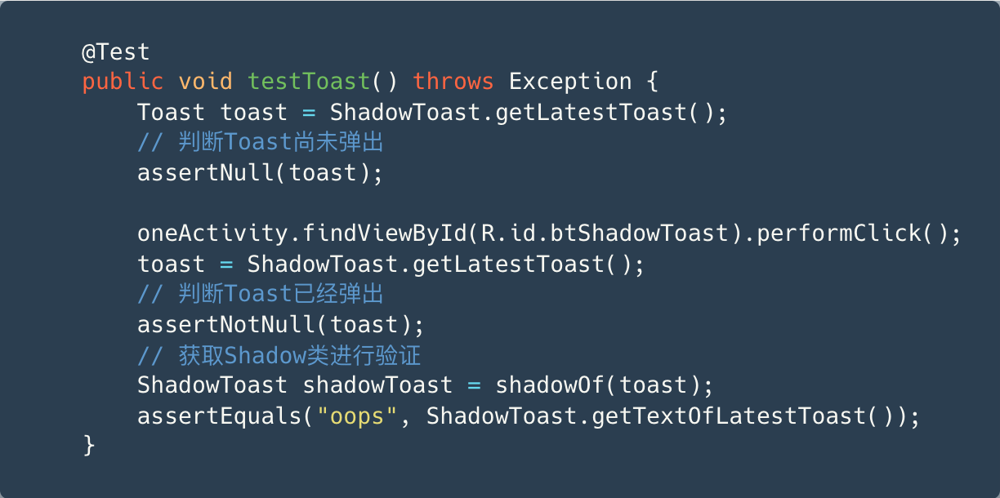 @Test
public void testToast() throws Exception {
    Toast toast = ShadowToast.getLatestToast();
    // 判断Toast尚未弹出
    assertNull(toast);

    oneActivity.findViewById(R.id.btShadowToast).performClick();
    toast = ShadowToast.getLatestToast();
    // 判断Toast已经弹出
    assertNotNull(toast);
    // 获取Shadow类进行验证
    ShadowToast shadowToast = shadowOf(toast);
    assertEquals("oops", ShadowToast.getTextOfLatestToast());
}